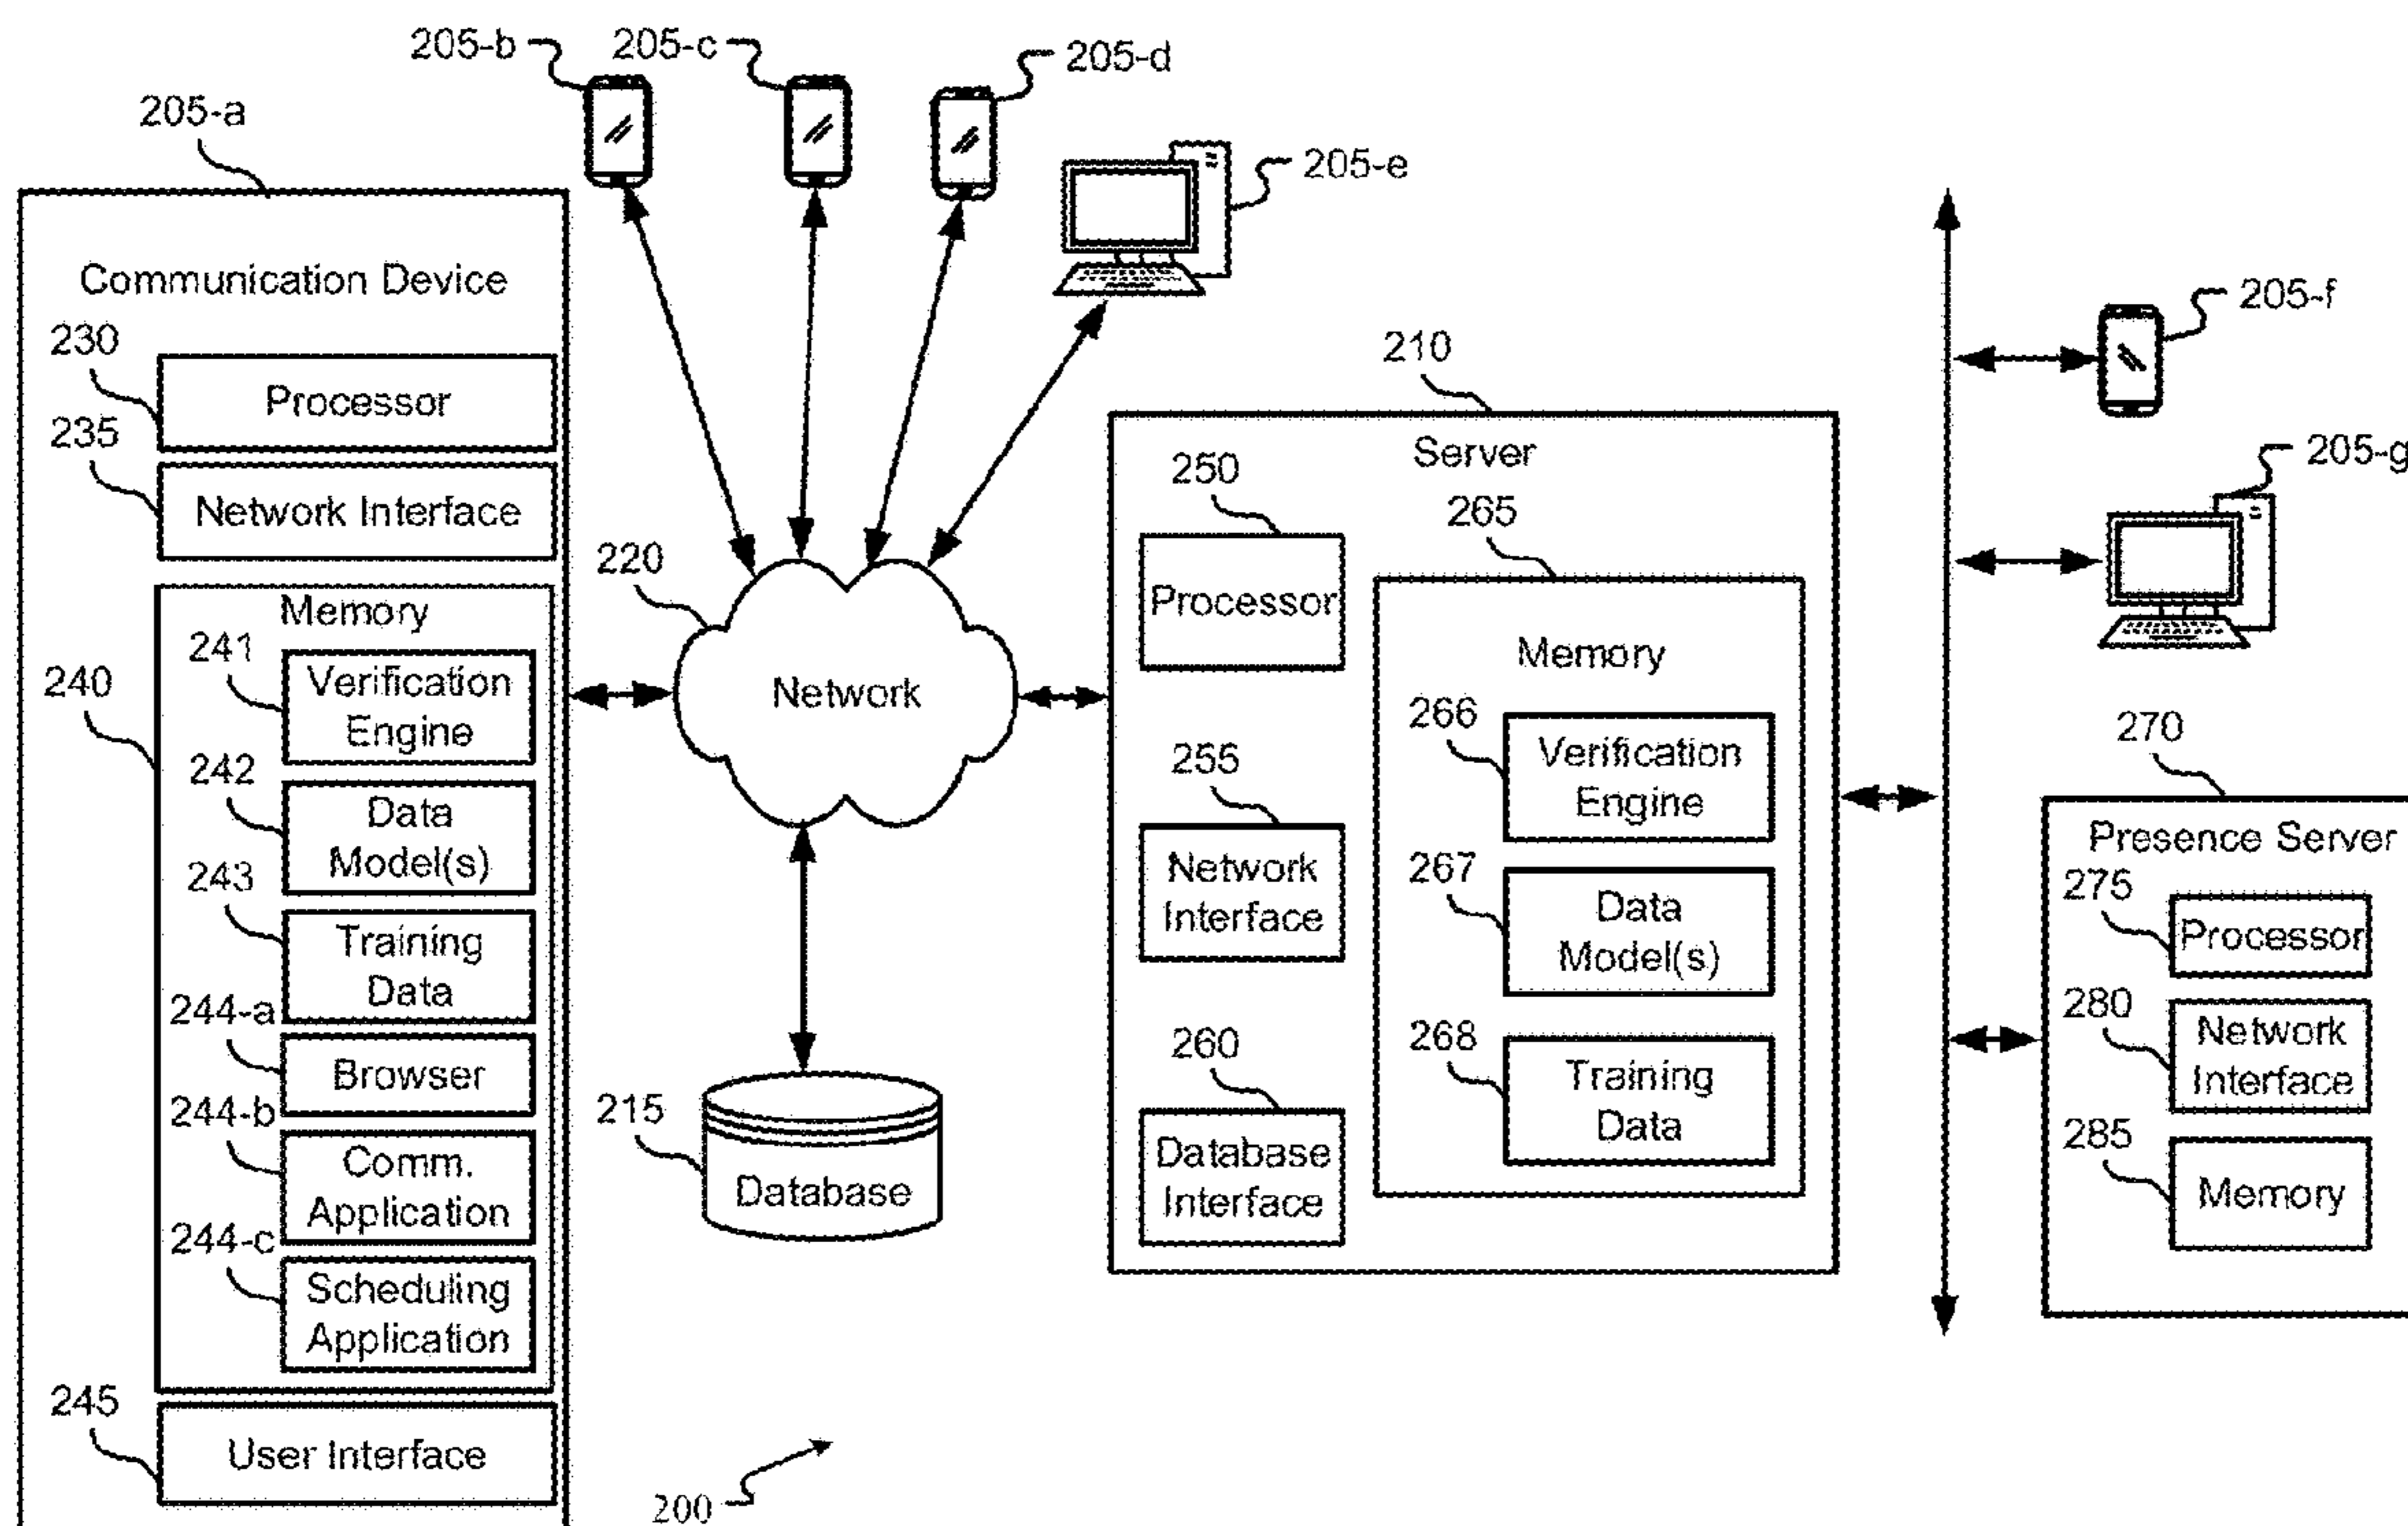 205-b
205-c
205-d
205-a
205-e
Communication Device
230
Processor
235
Network Interface
Memory
240
241
Verification
Engine
242
Data
Model(s)
243
Training
Data
244-a
Browser
244-b
Comm.
Application
244-c
Scheduling
Application
245
User Interface
220
Network
215
Database
200
210
Server
250
Processor
255
Network
Interface
260
Database
Interface
265
Memory
266
Verification
Engine
267
Data
Model(s)
268
Training
Data
205-f
205-g
270
Presence Server
275
Processor
280
Network
Interface
285
Memory